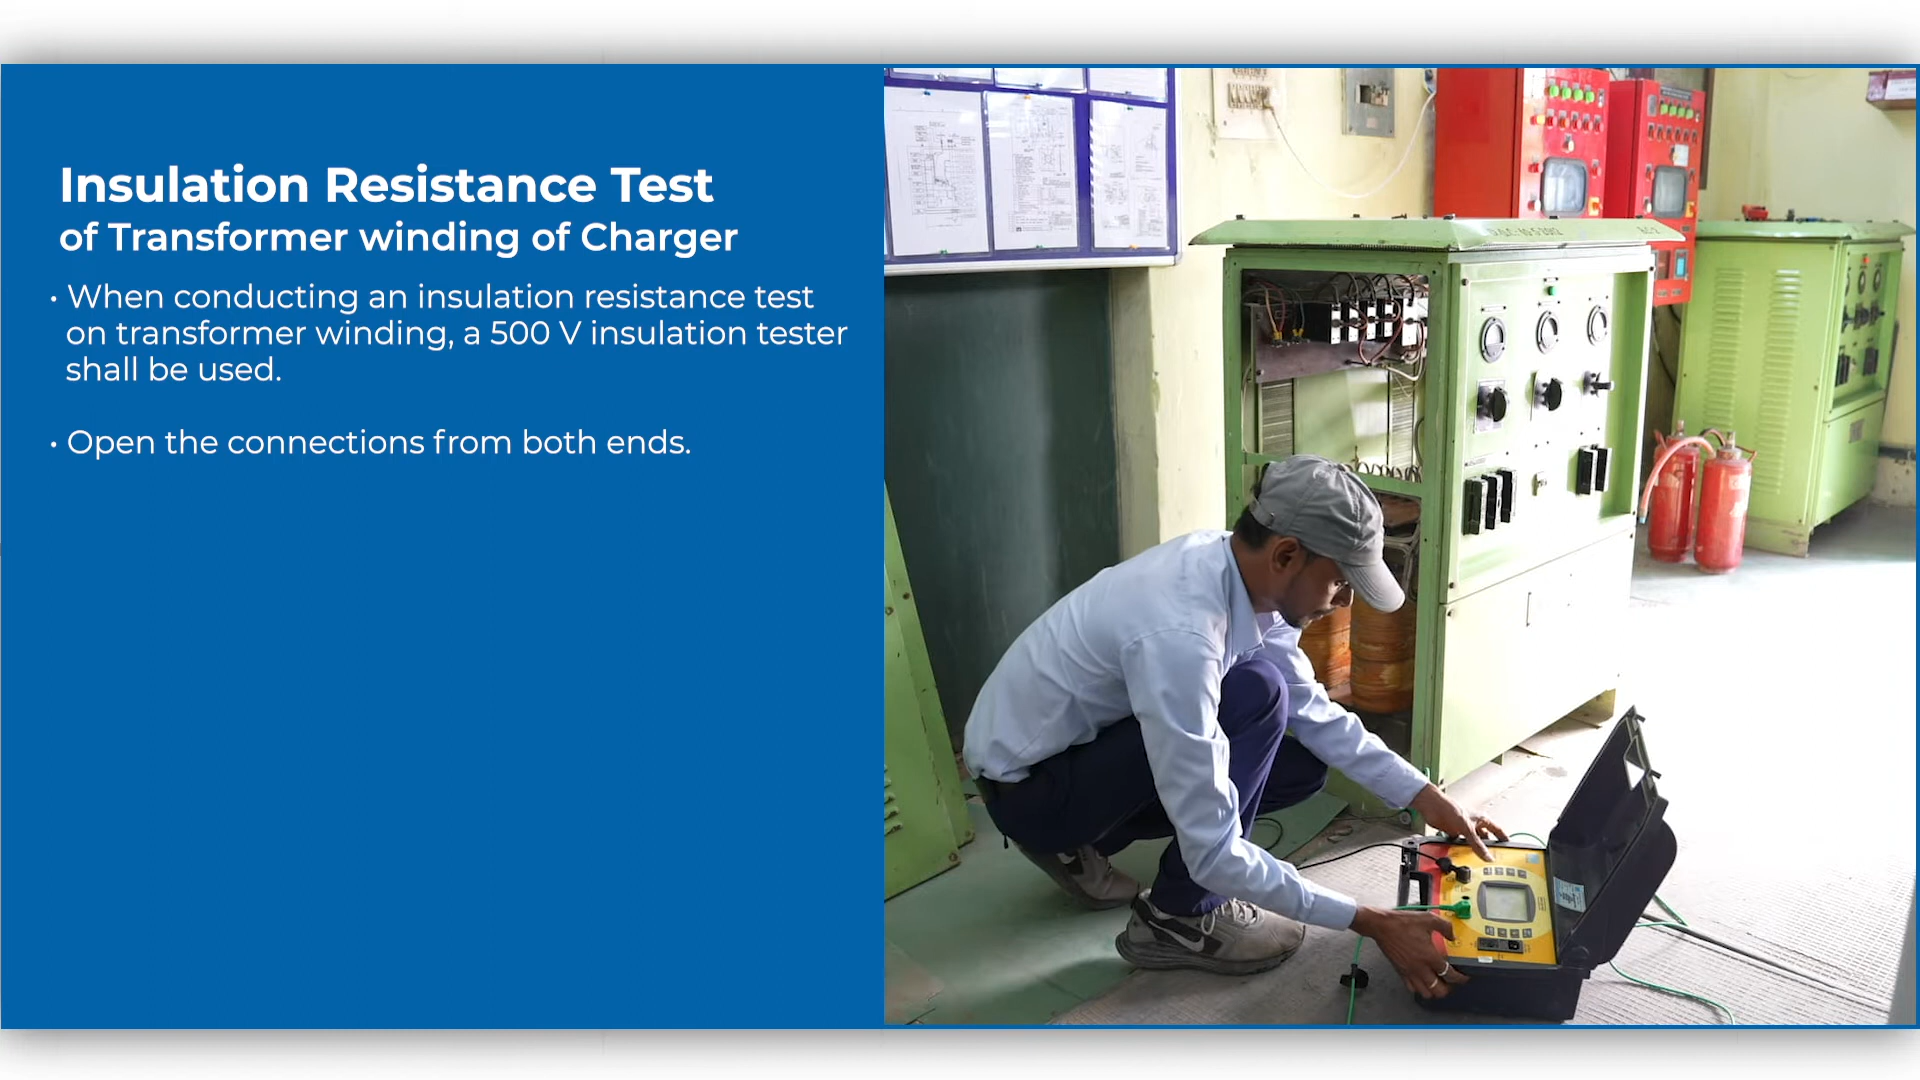 Insulation Resistance Test
of Transformer winding of Charger
• When conducting an insulation resistance test
on transformer winding, a 500 V insulation tester
shall be used.
• Open the connections from both ends.